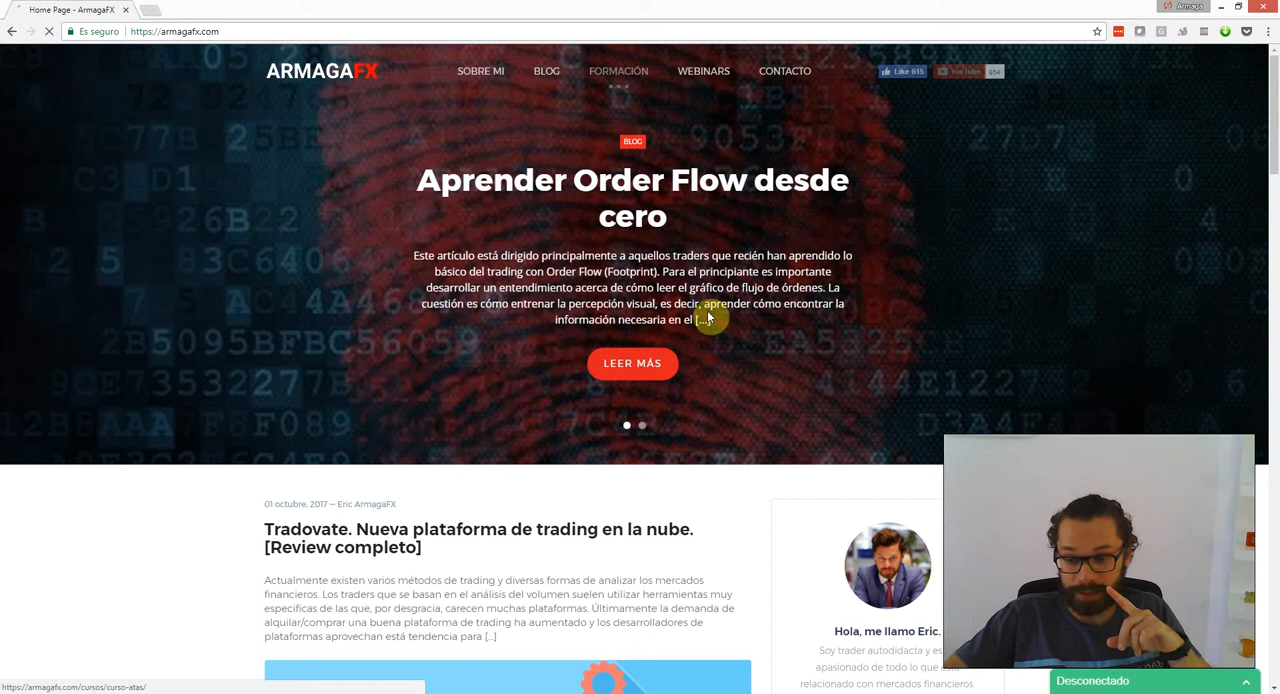 Home Page - ArmagaFX
Armaga
Es seguro
https://armagafx.com
ARMAGAFX
SOBRE MI
BLOG
FORMACIÓN
WEBINARS
CONTACTO
Like 615
YouTube
954
BLOG
Aprender Order Flow desde
cero
Este artículo está dirigido principalmente a aquellos traders que recién han aprendido lo
básico del trading con Order Flow (Footprint). Para el principiante es importante
desarrollar un entendimiento acerca de cómo leer el gráfico de flujo de órdenes. La
cuestión es cómo entrenar la percepción visual, es decir, aprender cómo encontrar la
información necesaria en el [...]
LEER MÁS
01 octubre, 2017 — Eric ArmagaFX
Tradovate. Nueva plataforma de trading en la nube.
[Review completo]
Actualmente existen varios métodos de trading y diversas formas de analizar los mercados
financieros. Los traders que se basan en el análisis del volumen suelen utilizar herramientas muy
específicas de las que, por desgracia, carecen muchas plataformas. Últimamente la demanda de
alquilar/comprar una buena plataforma de trading ha aumentado y los desarrolladores de
plataformas aprovechan está tendencia para [...]
Hola, me llamo Eric.
Soy trader autodidacta y es
apasionado de todo lo que est
relacionado con mercados financieros.
https://armagafx.com/cursos/curso-atas/
Desconectado